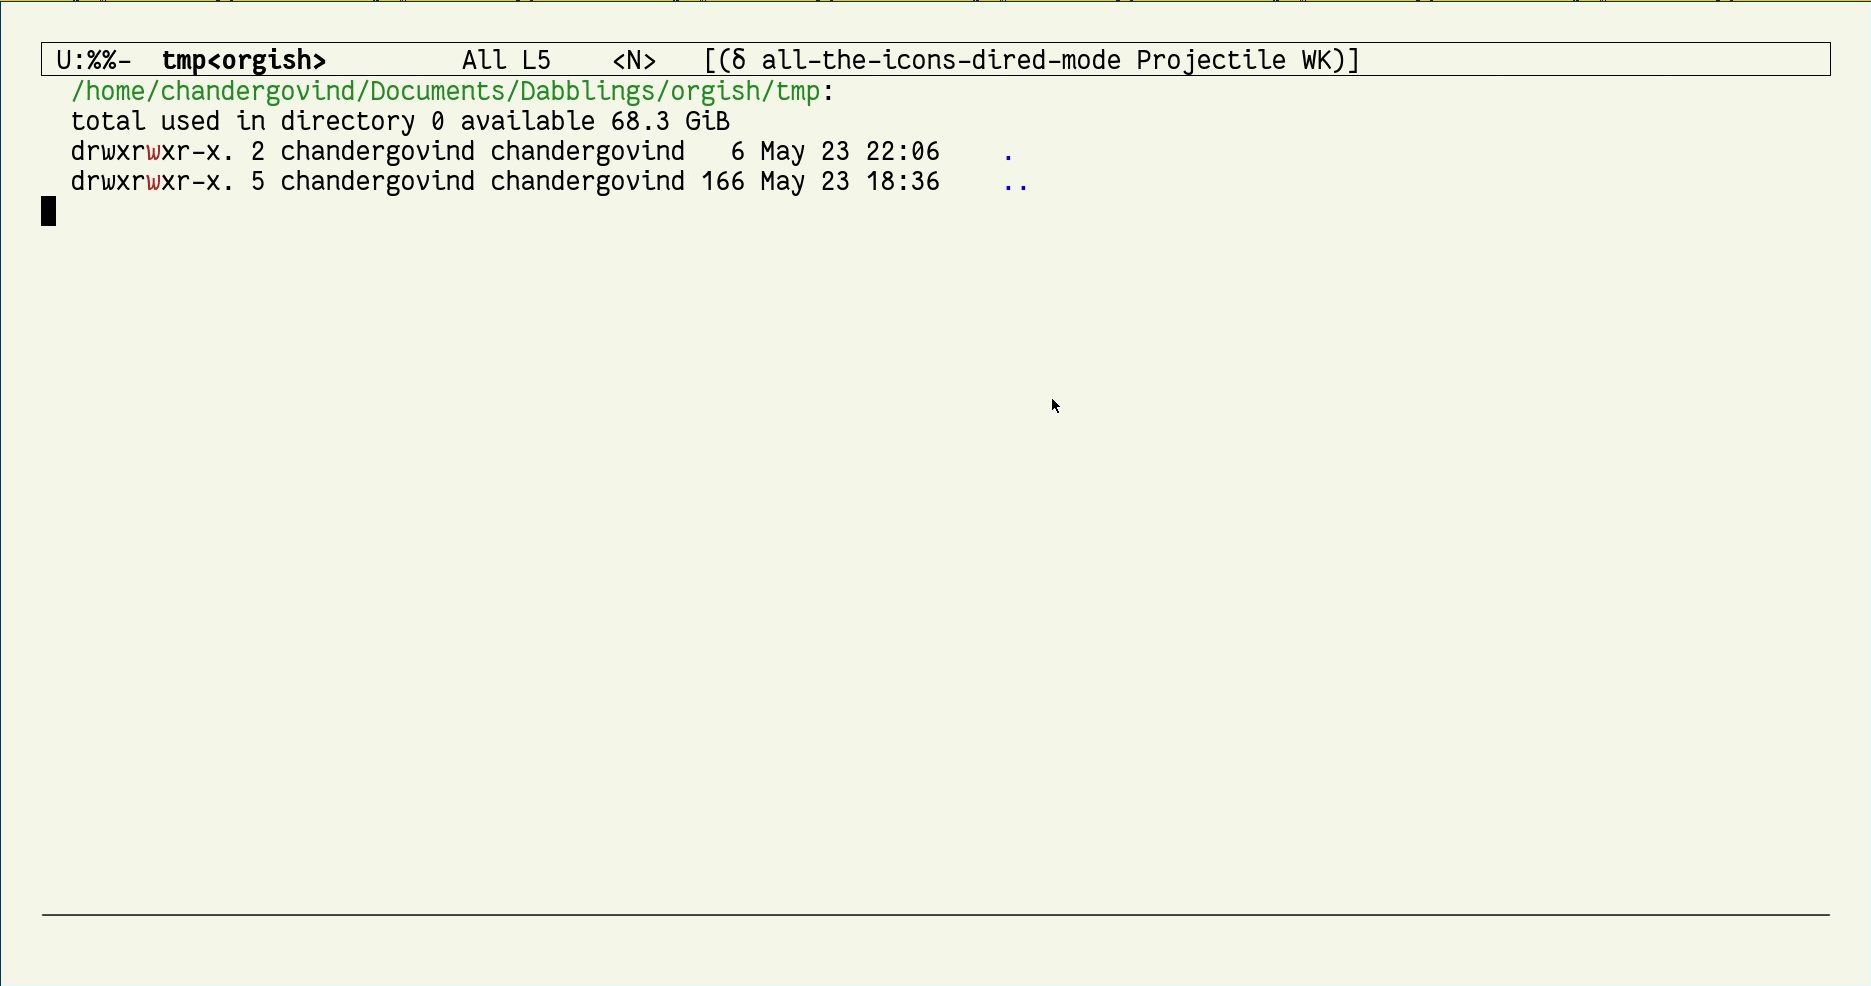 U:%%-  tmp<orgish>         All L5    <N>   [(δ all-the-icons-dired-mode Projectile WK)]
/home/chandergovind/Documents/Dabblings/orgish/tmp:
total used in directory 0 available 68.3 GiB
drwxrwxr-x. 2 chandergovind chandergovind   6 May 23 22:06    .
drwxrwxr-x. 5 chandergovind chandergovind 166 May 23 18:36    ..